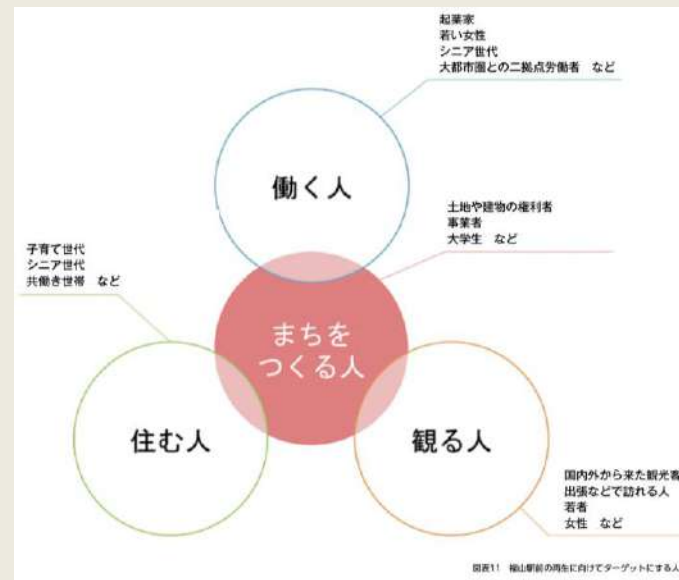 起業家
若い女性
シニア世代
大都市圏との二拠点労働者　など
働く人
土地や建物の権利者
事業者
大学生　など
子育て世代
シニア世代
共働き世帯　など
まちを
つくる人
住む人
観る人
国内外から来た観光客
出張などで訪れる人
若者
女性　など
図表11　福山駅前の再生に向けてターゲットにする人